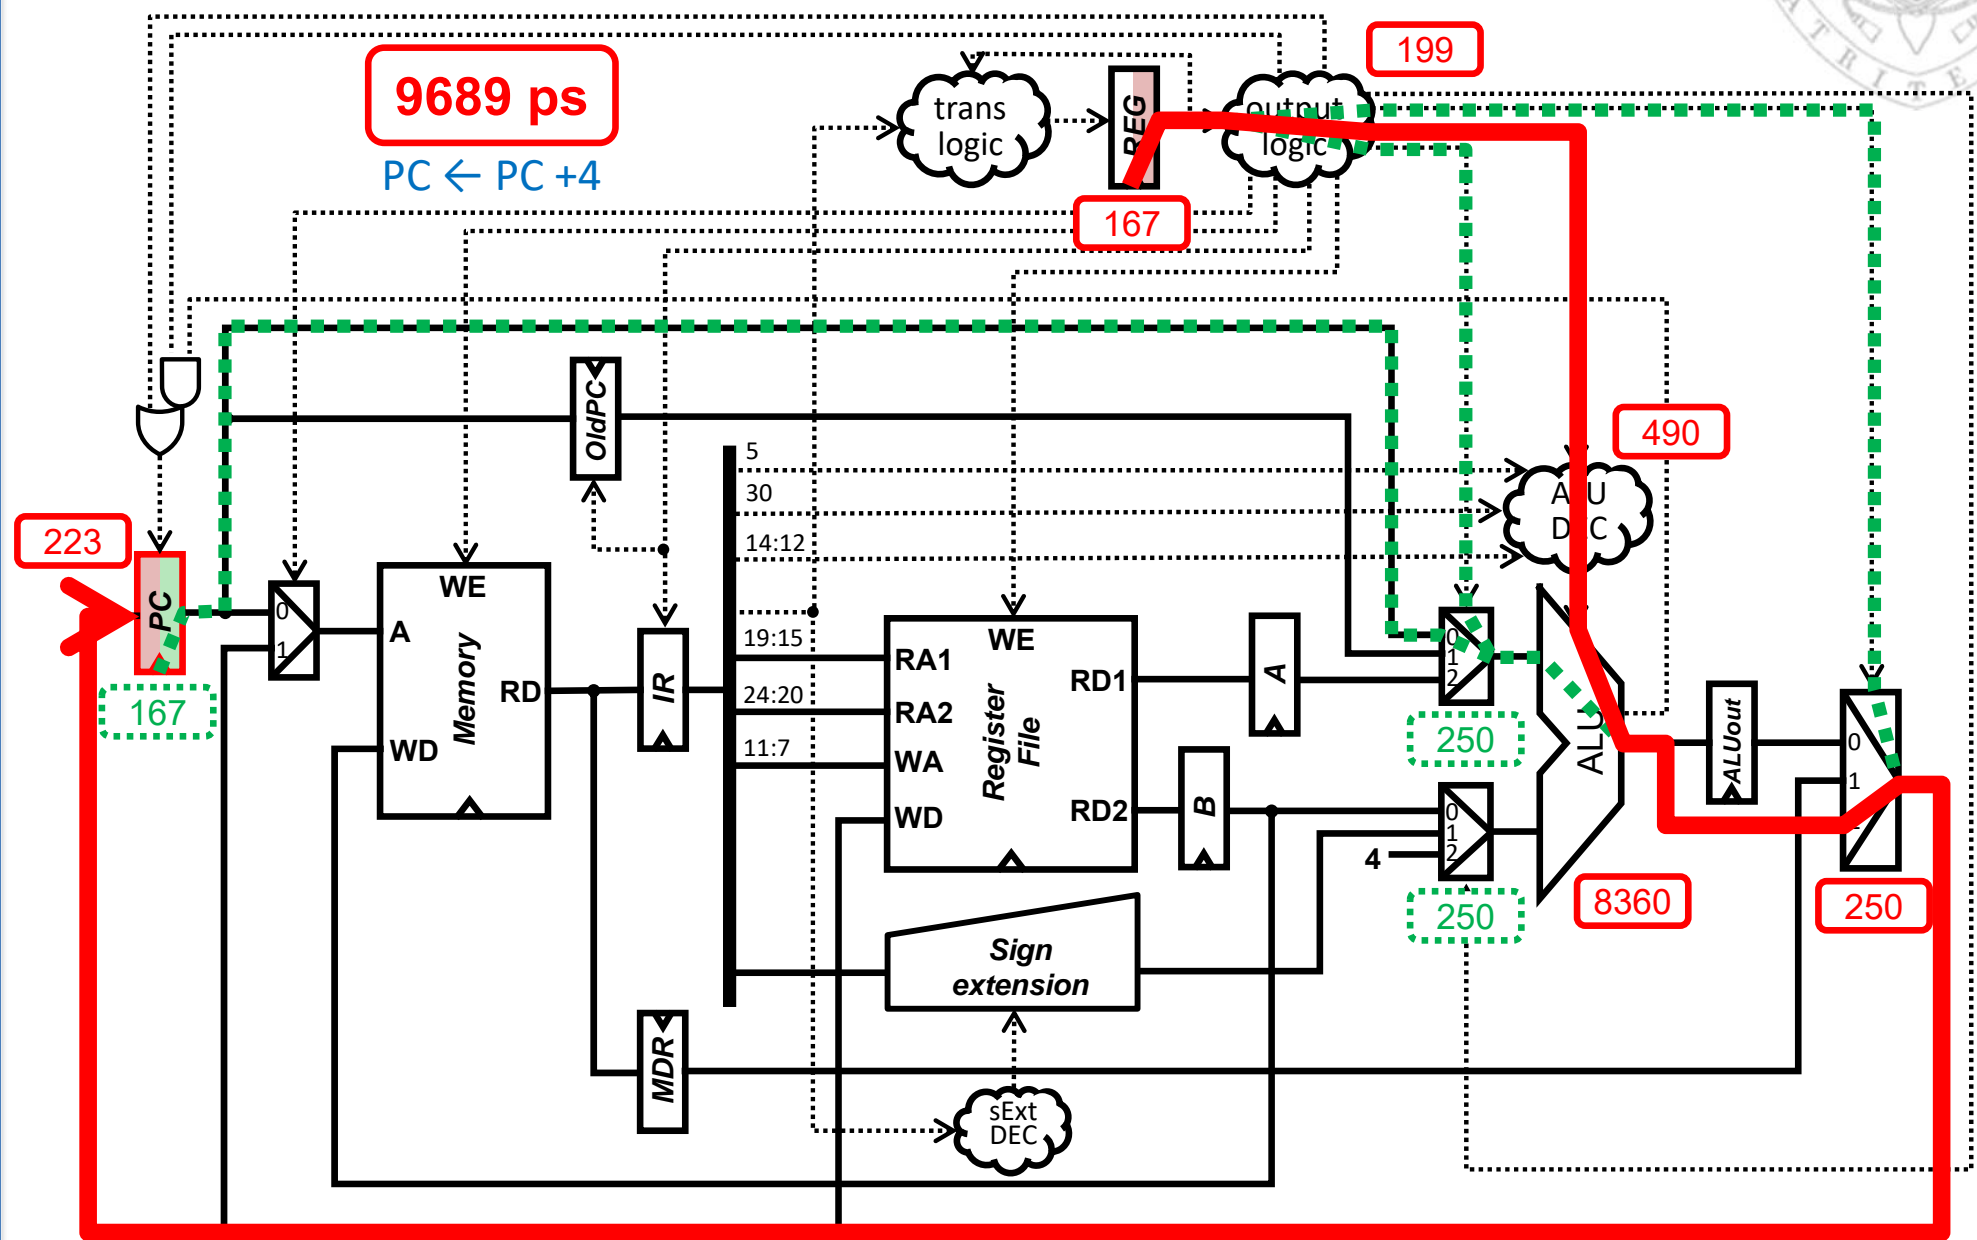 199
9689 ps
PC ← PC +4
trans
logic
REG
output
logic
167
OldPC
5
30
14:12
490
ALU
DEC
223
PC
167
0
1
WE
A
Memory
RD
WD
IR
19:15
24:20
11:7
WE
RA1
RA2
WA
WD
Register
File
RD1
RD2
A
B
0
1
2
250
0
1
2
4
250
ALU
8360
ALUout
0
1
250
Sign
extension
MDR
sExt
DEC
A T R I T E